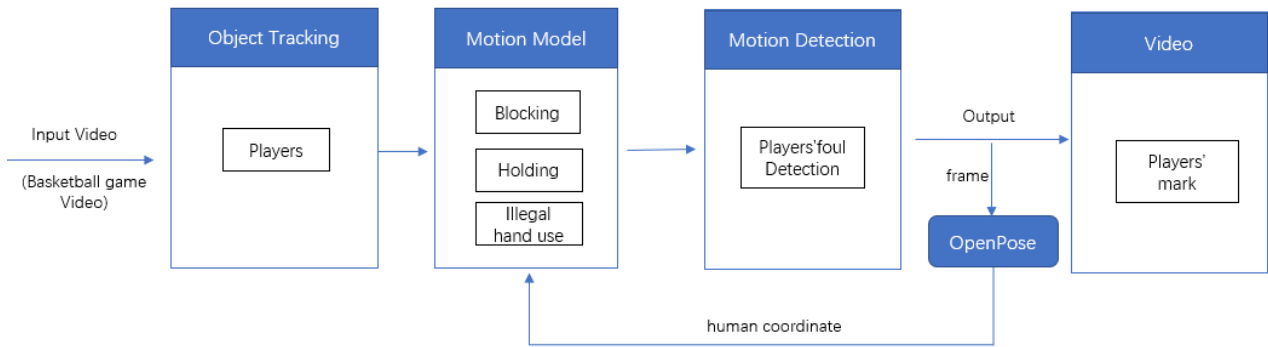 Object Tracking
Motion Model
Motion Detection
Video
Input Video
(Basketball game
Video)
Players
Blocking
Holding
Illegal
hand use
Players'foul
Detection
Output
frame
OpenPose
Players'
mark
human coordinate